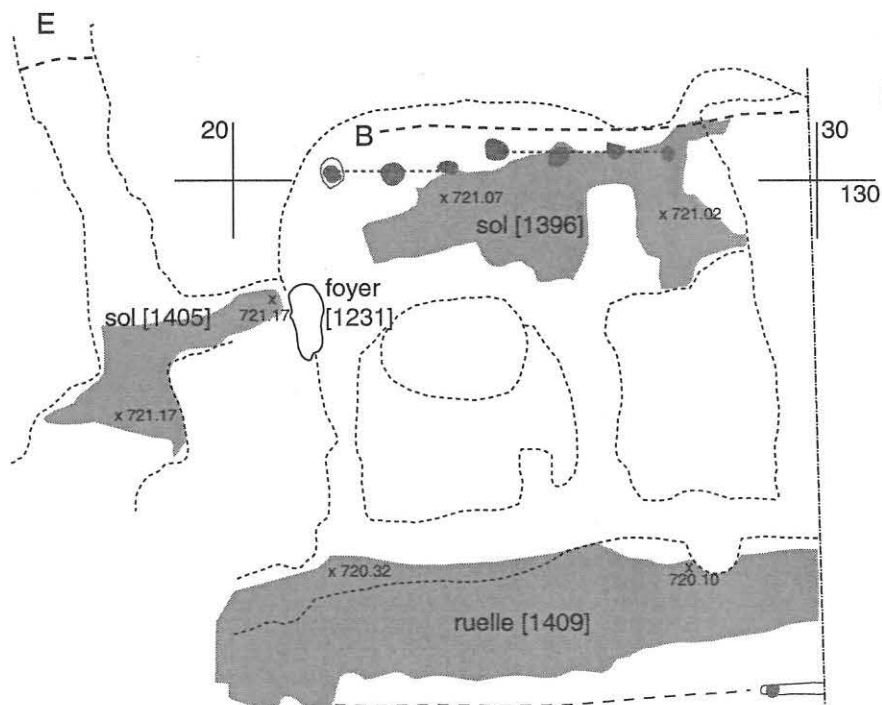 E
20
B
30
130
x 721.07
x 721.02
sol [1396]
foyer
[1231]
x
721.17
sol [1405]
x 721.17
x 720.32
x
720.10
ruelle [1409]